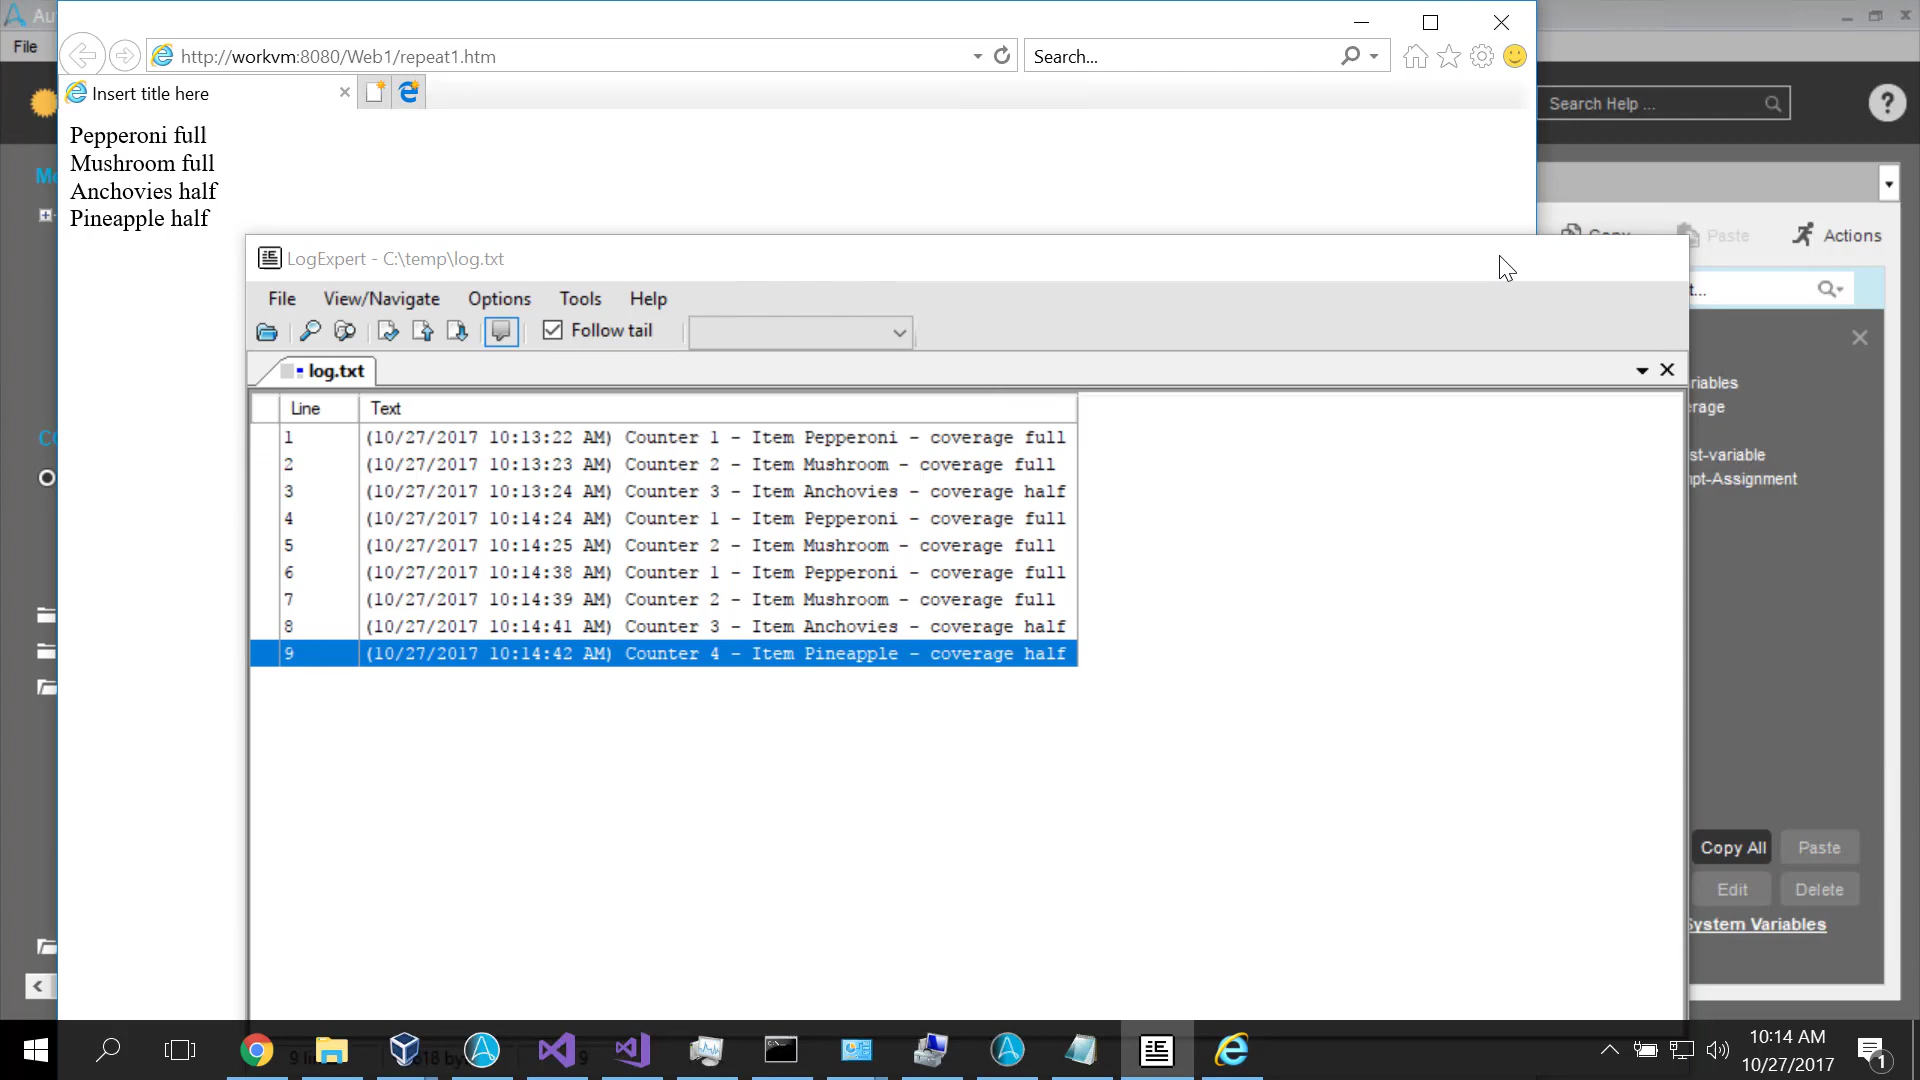 Au
File
http://workvm:8080/Web1/repeat1.htm
Search...
Insert title here
Search Help ...
?
Pepperoni full
Mushroom full
Anchovies half
Pineapple half
Copy
Paste
Actions
LogExpert - C:\temp\log.txt
File View/Navigate Options Tools Help
Follow tail
log.txt
Line Text
1 (10/27/2017 10:13:22 AM) Counter 1 - Item Pepperoni - coverage full
2 (10/27/2017 10:13:23 AM) Counter 2 - Item Mushroom - coverage full
3 (10/27/2017 10:13:24 AM) Counter 3 - Item Anchovies - coverage half
4 (10/27/2017 10:14:24 AM) Counter 1 - Item Pepperoni - coverage full
5 (10/27/2017 10:14:25 AM) Counter 2 - Item Mushroom - coverage full
6 (10/27/2017 10:14:38 AM) Counter 1 - Item Pepperoni - coverage full
7 (10/27/2017 10:14:39 AM) Counter 2 - Item Mushroom - coverage full
8 (10/27/2017 10:14:41 AM) Counter 3 - Item Anchovies - coverage half
9 (10/27/2017 10:14:42 AM) Counter 4 - Item Pineapple - coverage half
t...
riables
erage
st-variable
npt-Assignment
Copy All Paste
Edit Delete
System Variables
10:14 AM
10/27/2017
1